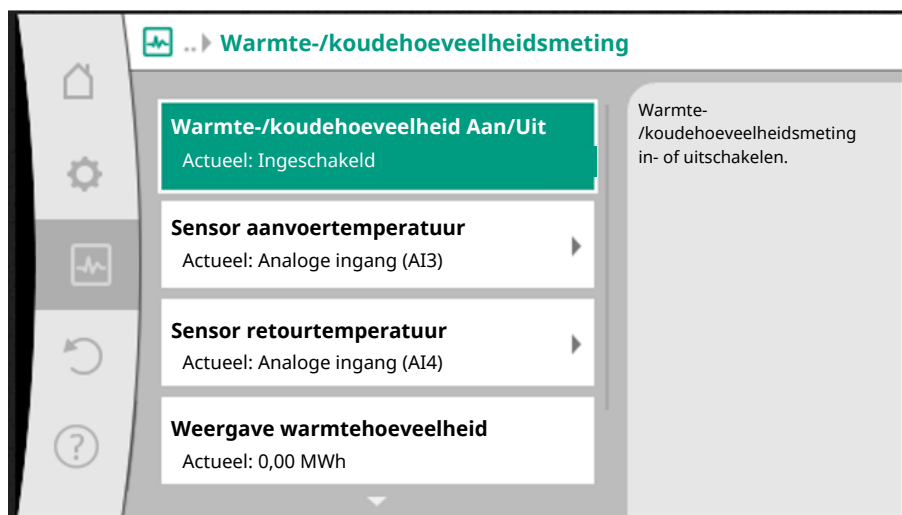 .. Warmte-/koudehoeveelheidsmeting
Warmte-/koudehoeveelheid Aan/Uit
Actueel: Ingeschakeld
Sensor aanvoertemperatuur
Actueel: Analoge ingang (AI3)
Sensor retourtemperatuur
Actueel: Analoge ingang (AI4)
Weergave warmtehoeveelheid
Actueel: 0,00 MWh
Warmte-
/koudehoeveelheidsmeting
in- of uitschakelen.
?